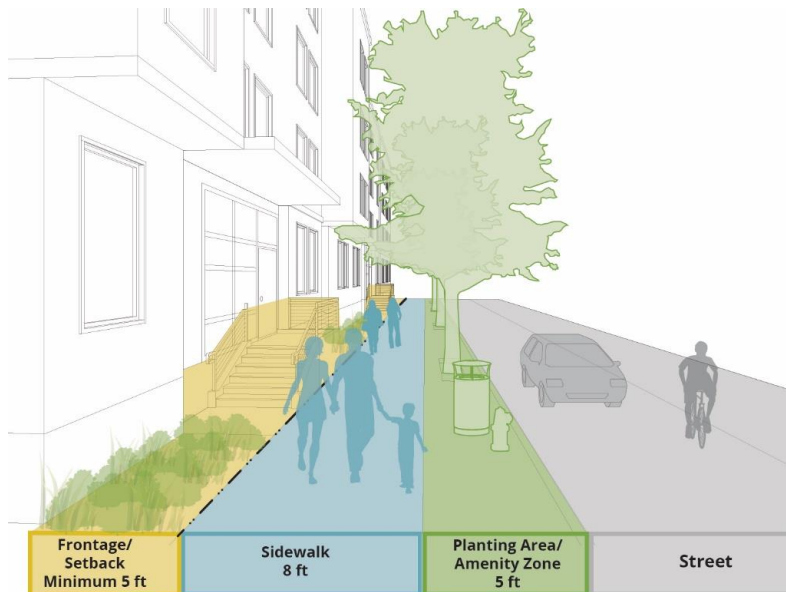 Frontage/
Setback
Minimum 5 ft
Sidewalk
8 ft
Planting Area/
Amenity Zone
5 ft
Street